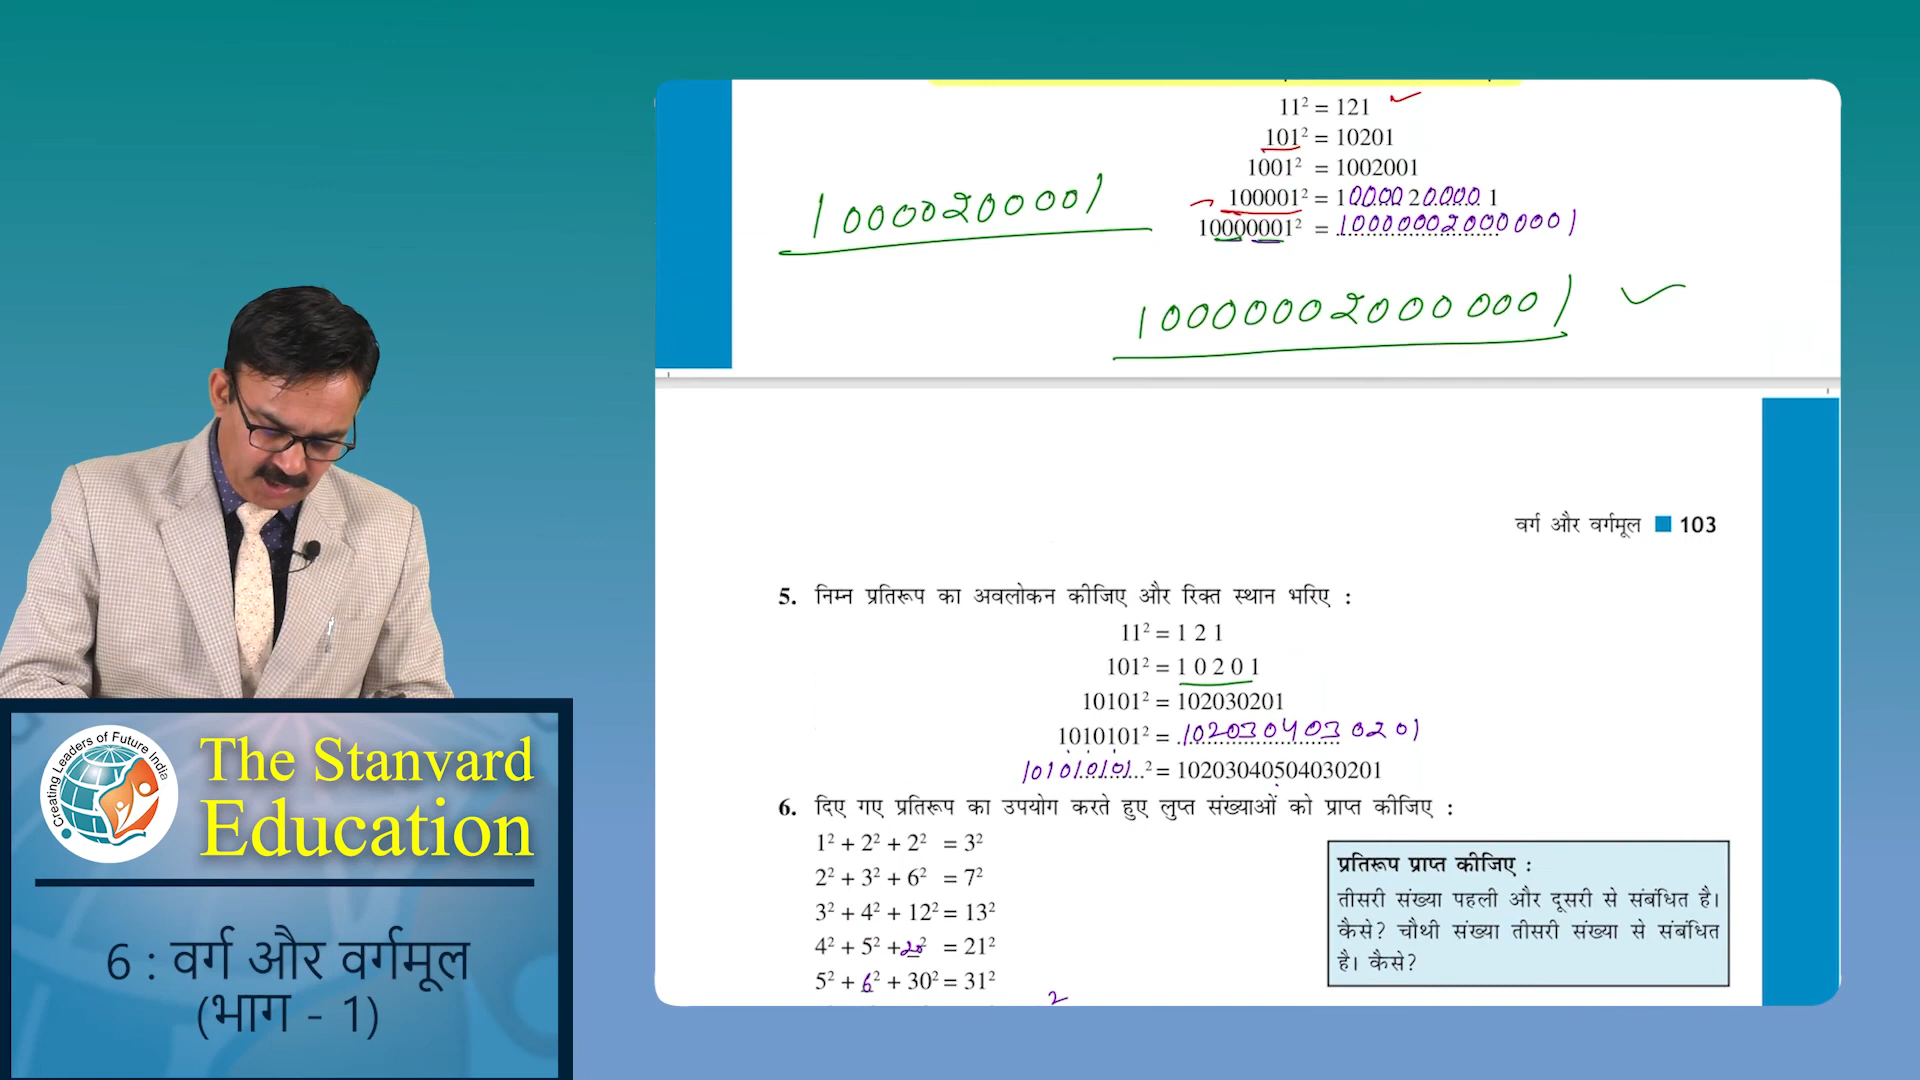 11² = 121
101² = 10201
1001² = 1002001
100001² = 10000200001
10000001² = 100000020000001
10000200001
100000020000001
वर्ग और वर्गमूल 103
5. निम्न प्रतिरूप का अवलोकन कीजिए और रिक्त स्थान भरिए :
11² = 1 2 1
101² = 1 0 2 0 1
10101² = 102030201
1010101² = 1020304030201
101010101² = 10203040504030201
6. दिए गए प्रतिरूप का उपयोग करते हुए लुप्त संख्याओं को प्राप्त कीजिए :
1² + 2² + 2² = 3²
2² + 3² + 6² = 7²
3² + 4² + 12² = 13²
4² + 5² + 20² = 21²
5² + 6² + 30² = 31²
2
प्रतिरूप प्राप्त कीजिए :
तीसरी संख्या पहली और दूसरी से संबंधित है।
कैसे? चौथी संख्या तीसरी संख्या से संबंधित
है। कैसे?
Creating Leaders of Future India
The Stanvard
Education
6 : वर्ग और वर्गमूल
(भाग - 1)